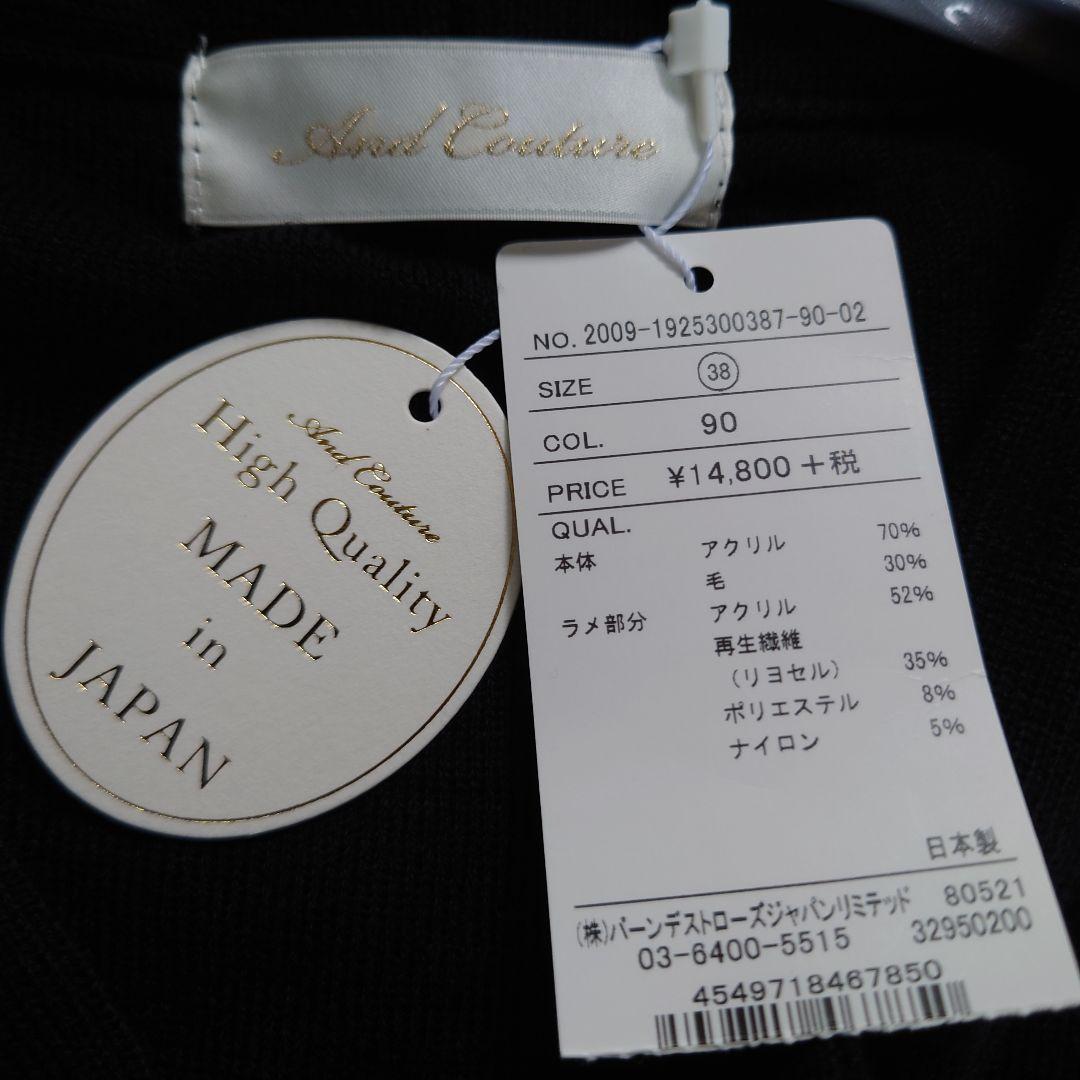 And Couture
And Couture
High Quality
MADE
in
JAPAN
NO. 2009-1925300387-90-02
SIZE 38
COL. 90
PRICE ¥14,800+税
QUAL.
本体 アクリル 70%
毛 30%
ラメ部分 アクリル 52%
再生繊維
(リヨセル) 35%
ポリエステル 8%
ナイロン 5%
日本製
(株)バーンデストローズジャパンリミテッド 80521
03-6400-5515 32950200
4549718467850